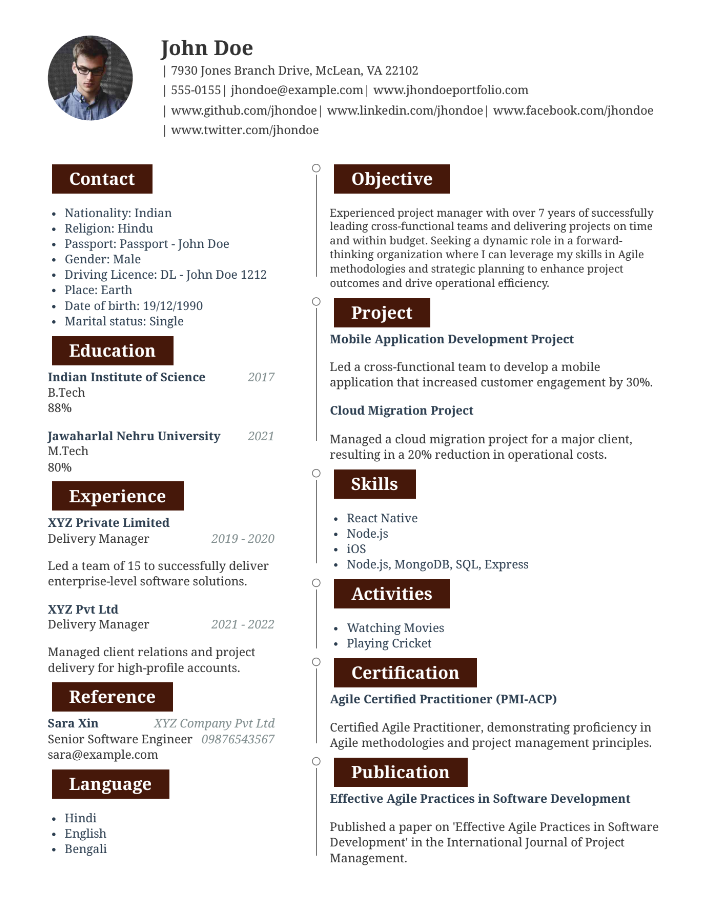 John Doe
| 7930 Jones Branch Drive, McLean, VA 22102
| 555-0155| jhondoe@example.com| www.jhondoeportfolio.com
| www.github.com/jhondoe| www.linkedin.com/jhondoe| www.facebook.com/jhondoe
| www.twitter.com/jhondoe
Contact
• Nationality: Indian
• Religion: Hindu
• Passport: Passport - John Doe
• Gender: Male
• Driving Licence: DL - John Doe 1212
• Place: Earth
• Date of birth: 19/12/1990
• Marital status: Single
Education
Indian Institute of Science 2017
B.Tech
88%
Jawaharlal Nehru University 2021
M.Tech
80%
Experience
XYZ Private Limited
Delivery Manager 2019 - 2020
Led a team of 15 to successfully deliver
enterprise-level software solutions.
XYZ Pvt Ltd
Delivery Manager 2021 - 2022
Managed client relations and project
delivery for high-profile accounts.
Reference
Sara Xin XYZ Company Pvt Ltd
Senior Software Engineer 09876543567
sara@example.com
Language
• Hindi
• English
• Bengali
Objective
Experienced project manager with over 7 years of successfully
leading cross-functional teams and delivering projects on time
and within budget. Seeking a dynamic role in a forward-
thinking organization where I can leverage my skills in Agile
methodologies and strategic planning to enhance project
outcomes and drive operational efficiency.
Project
Mobile Application Development Project
Led a cross-functional team to develop a mobile
application that increased customer engagement by 30%.
Cloud Migration Project
Managed a cloud migration project for a major client,
resulting in a 20% reduction in operational costs.
Skills
• React Native
• Node.js
• iOS
• Node.js, MongoDB, SQL, Express
Activities
• Watching Movies
• Playing Cricket
Certification
Agile Certified Practitioner (PMI-ACP)
Certified Agile Practitioner, demonstrating proficiency in
Agile methodologies and project management principles.
Publication
Effective Agile Practices in Software Development
Published a paper on 'Effective Agile Practices in Software
Development' in the International Journal of Project
Management.